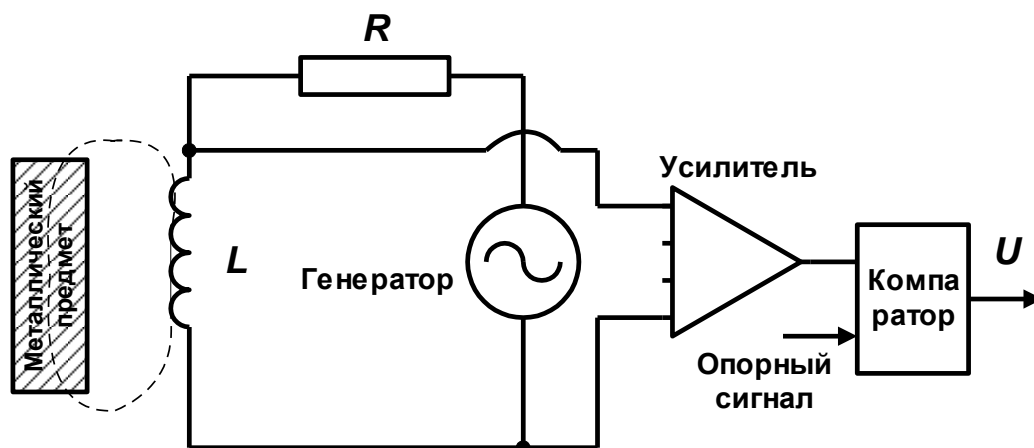 R
Усилитель
Металлический
предмет
L
Генератор
Компа
ратор
U
Опорный
сигнал